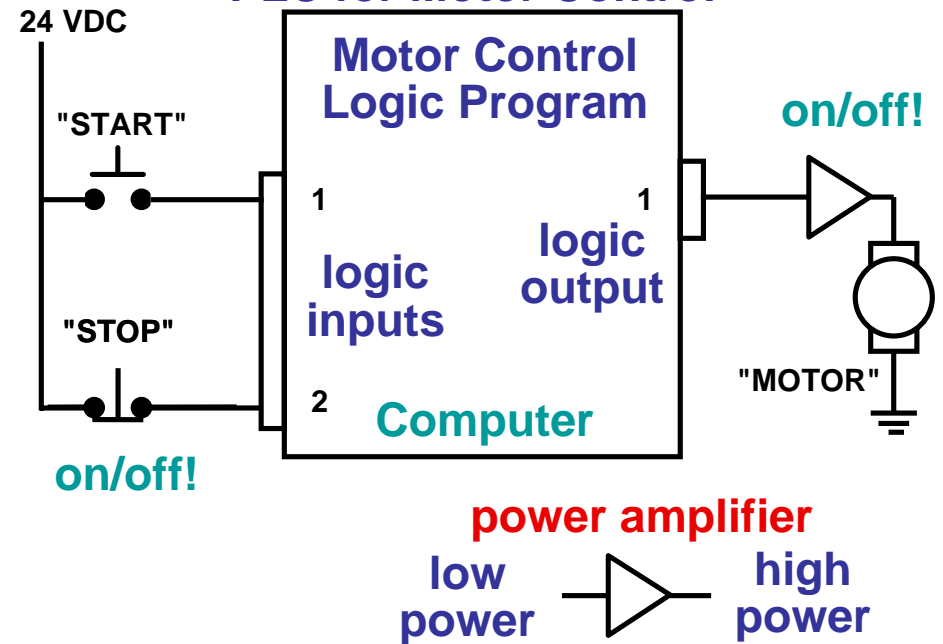 24 VDC
Motor Control
Logic Program
on/off!
"START"
1
1
logic
output
logic
inputs
"STOP"
"MOTOR"
2
Computer
on/off!
power amplifier
low
power
high
power